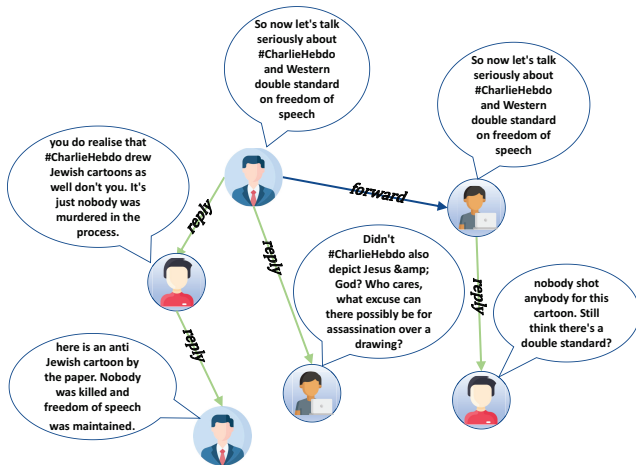 So now let's talk
seriously about
#CharlieHebdo
and Western
double standard
on freedom of
speech
So now let's talk
seriously about
#CharlieHebdo
and Western
double standard
on freedom of
speech
you do realise that
#CharlieHebdo drew
Jewish cartoons as
well don't you. It's
just nobody was
murdered in the
process.
forward
reply
reply
reply
Didn't
#CharlieHebdo also
depict Jesus &amp;
God? Who cares,
what excuse can
there possibly be for
assassination over a
drawing?
nobody shot
anybody for this
cartoon. Still
think there's a
double standard?
reply
here is an anti
Jewish cartoon by
the paper. Nobody
was killed and
freedom of speech
was maintained.